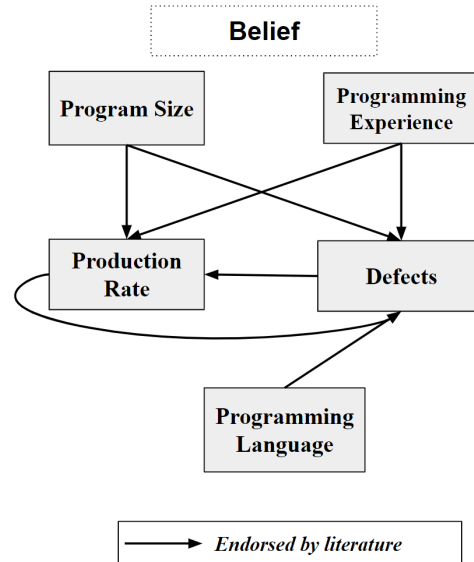 Belief
Program Size
Programming
Experience
Production
Rate
Defects
Programming
Language
Endorsed by literature